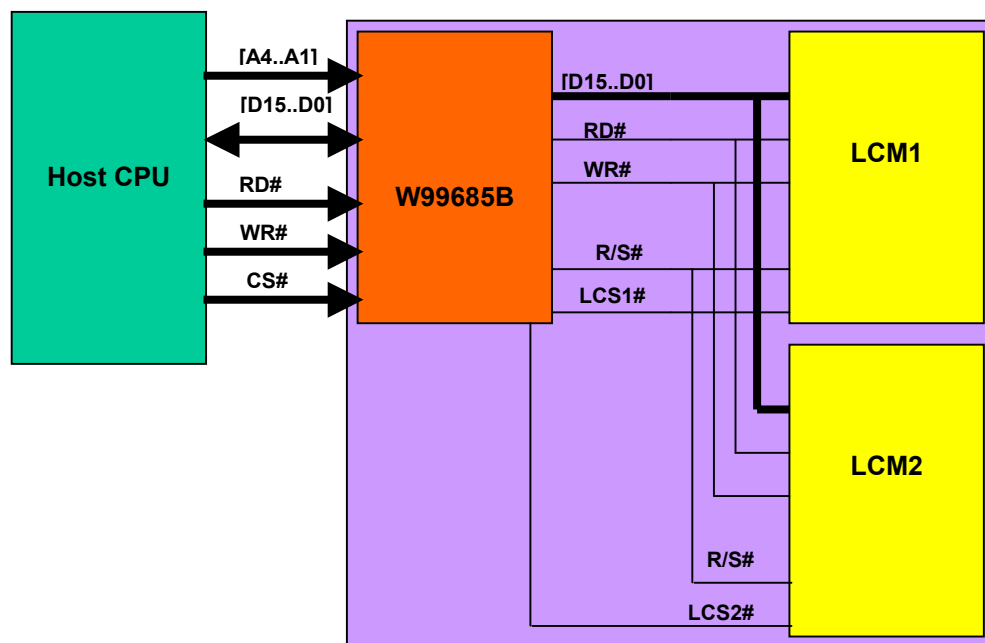 [A4..A1]
[D15..D0]
Host CPU
RD#
WR#
CS#
W99685B
[D15..D0]
RD#
WR#
R/S#
LCS1#
LCM1
LCM2
R/S#
LCS2#